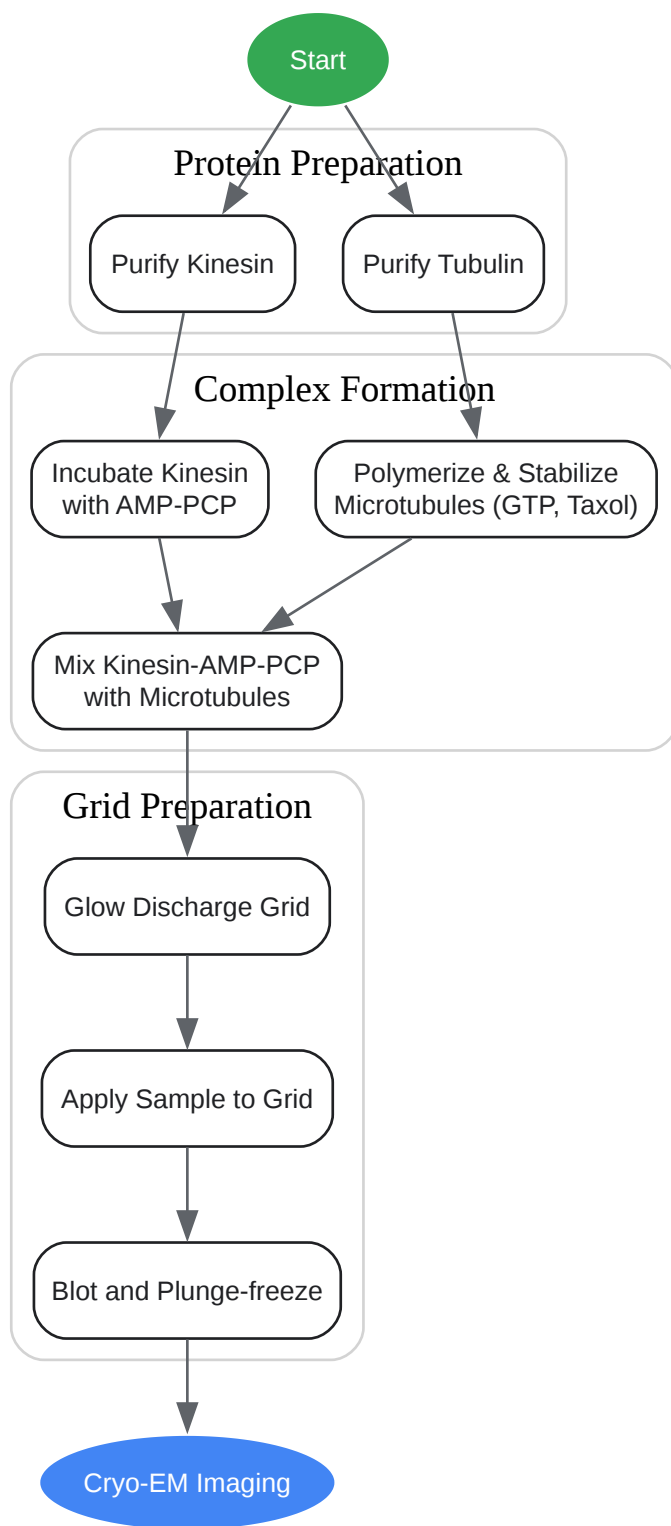 Start
Protein Preparation
Purify Kinesin
Purify Tubulin
Complex Formation
Incubate Kinesin
with AMP-PCP
Polymerize & Stabilize
Microtubules (GTP, Taxol)
Mix Kinesin-AMP-PCP
with Microtubules
Grid Preparation
Glow Discharge Grid
Apply Sample to Grid
Blot and Plunge-freeze
Cryo-EM Imaging